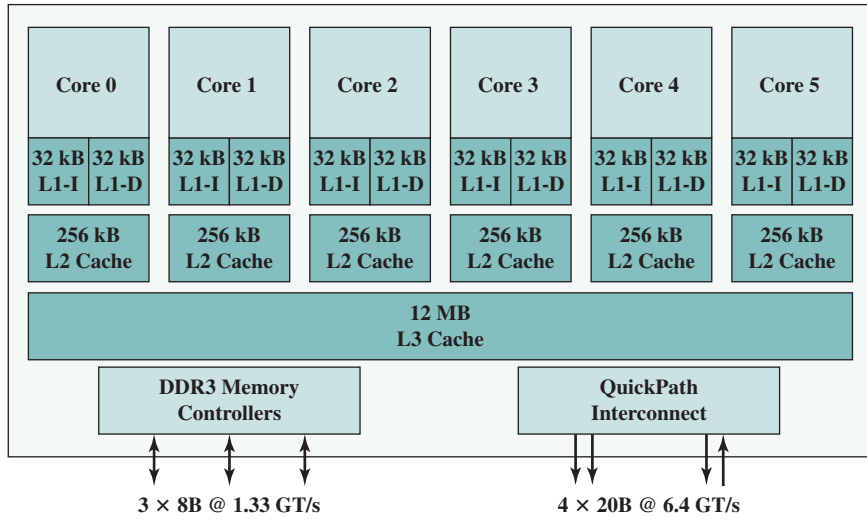 Core 0
Core 1
Core 2
Core 3
Core 4
Core 5
32 kB
L1-I
32 kB
L1-D
32 kB
L1-I
32 kB
L1-D
32 kB
L1-I
32 kB
L1-D
32 kB
L1-I
32 kB
L1-D
32 kB
L1-I
32 kB
L1-D
32 kB
L1-I
32 kB
L1-D
256 kB
L2 Cache
256 kB
L2 Cache
256 kB
L2 Cache
256 kB
L2 Cache
256 kB
L2 Cache
256 kB
L2 Cache
12 MB
L3 Cache
DDR3 Memory
Controllers
QuickPath
Interconnect
3 × 8B @ 1.33 GT/s
4 × 20B @ 6.4 GT/s